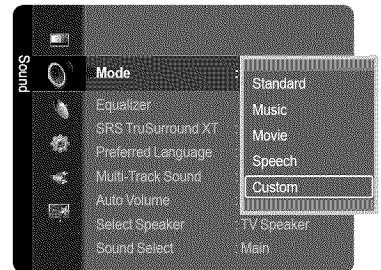 Sound
Mode :
Standard
Music
Movie
Speech
Custom
Equalizer
SRS TruSurround XT :
Preferred Language :
Multi-Track Sound :
Auto Volume :
Select Speaker : TV Speaker
Sound Select : Main